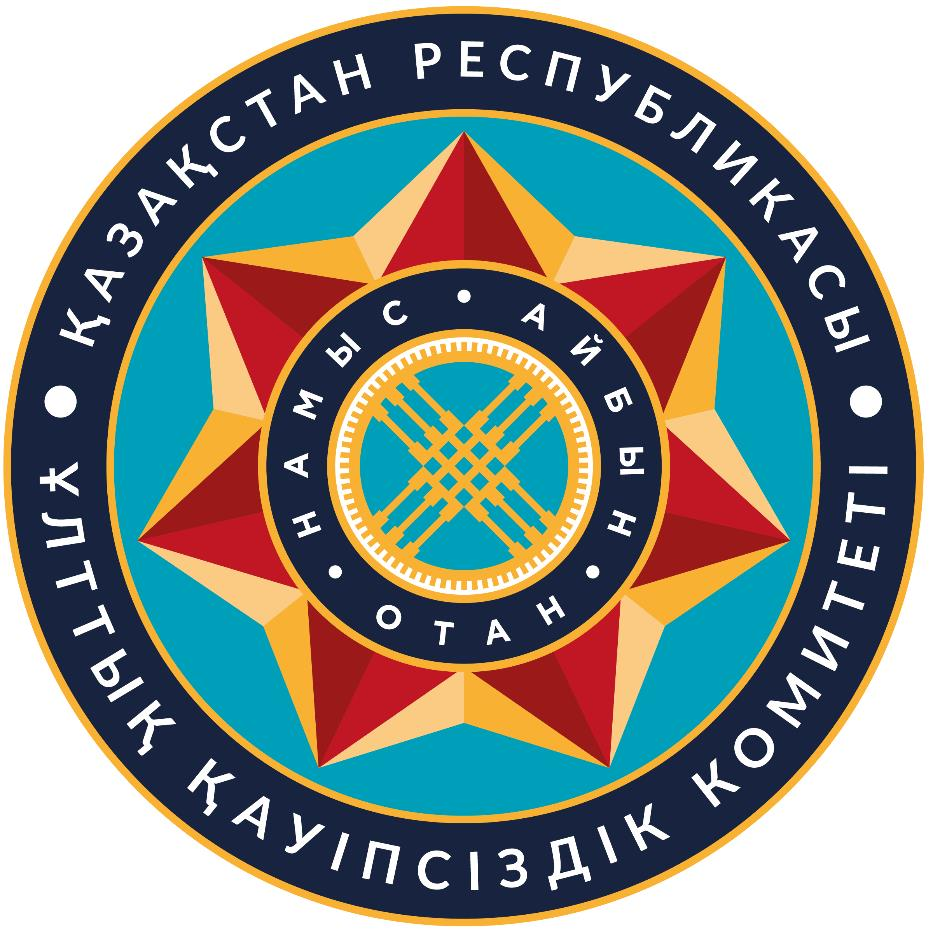 ҚАЗАҚСТАН РЕСПУБЛИКАСЫ
ҰЛТТЫҚ ҚАУІПСІЗДІК КОМИТЕТІ
НАМЫС • АЙБЫН • ОТАН